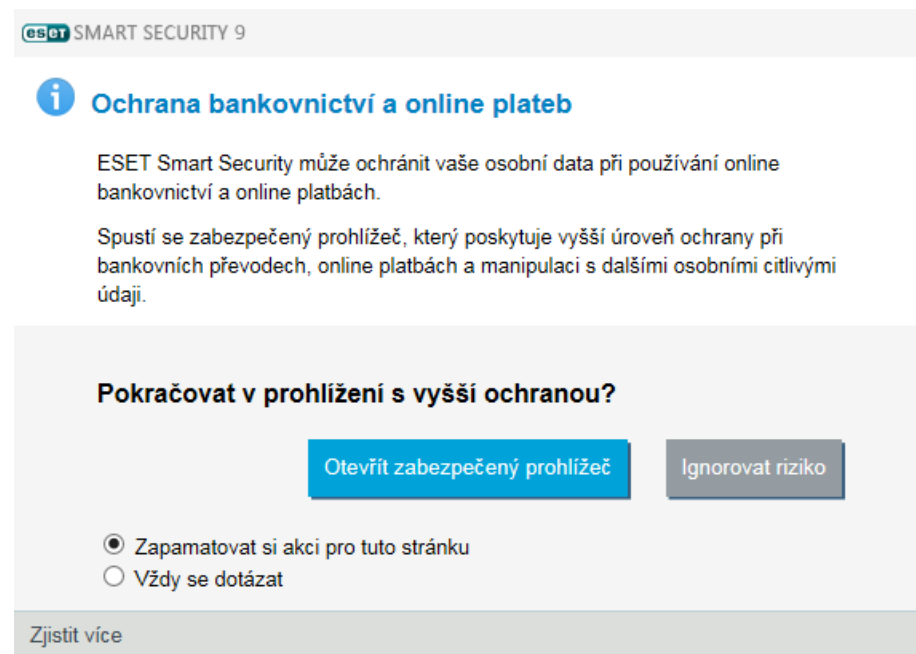 eset SMART SECURITY 9
Ochrana bankovnictví a online plateb
ESET Smart Security může ochránit vaše osobní data při používání online
bankovnictví a online platbách.
Spustí se zabezpečený prohlížeč, který poskytuje vyšší úroveň ochrany při
bankovních převodech, online platbách a manipulaci s dalšími osobními citlivými
údaji.
Pokračovat v prohlížení s vyšší ochranou?
Otevřít zabezpečený prohlížeč
Ignorovat riziko
Zapamatovat si akci pro tuto stránku
Vždy se dotázat
Zjistit více